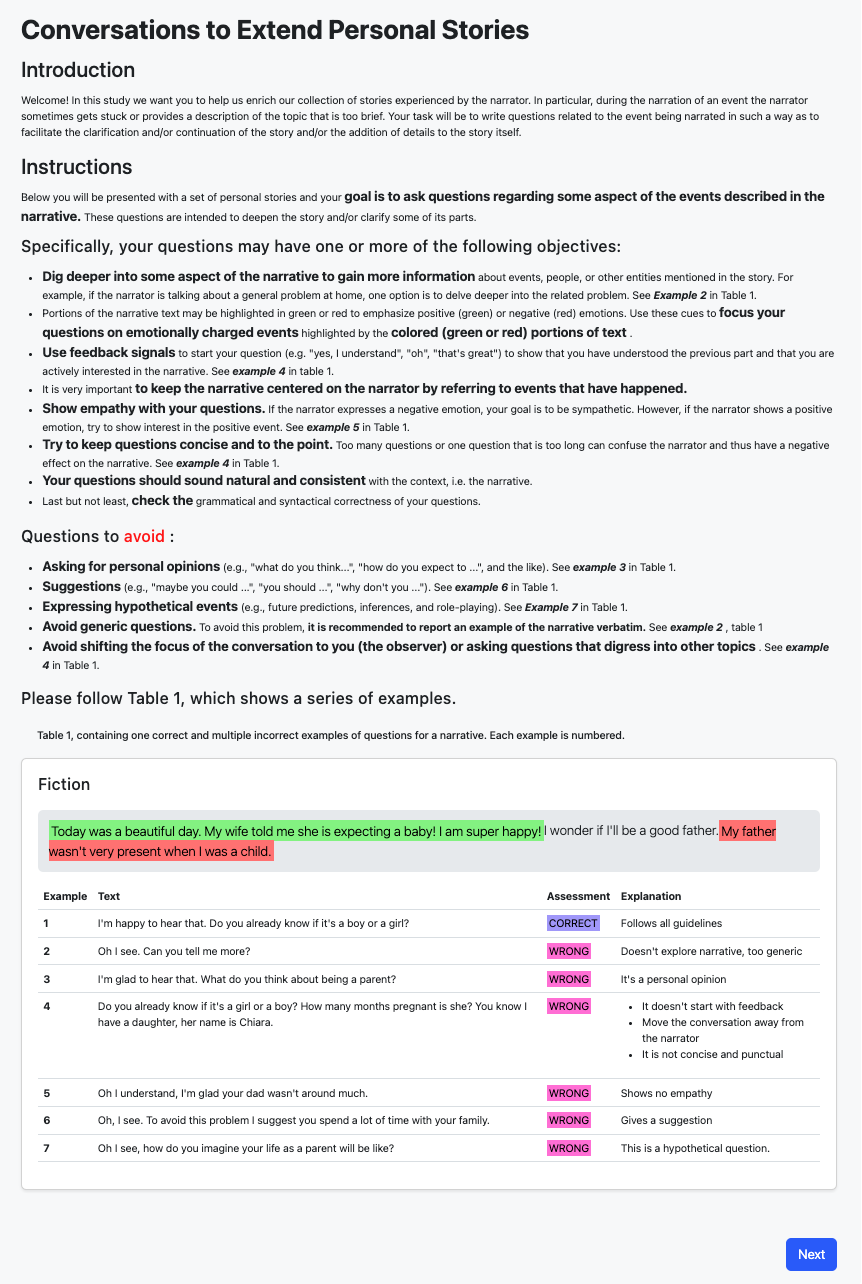 Conversations to Extend Personal Stories
Introduction
Welcome! In this study we want you to help us enrich our collection of stories experienced by the narrator. In particular, during the narration of an event the narrator
sometimes gets stuck or provides a description of the topic that is too brief. Your task will be to write questions related to the event being narrated in such a way as to
facilitate the clarification and/or continuation of the story and/or the addition of details to the story itself.
Instructions
Below you will be presented with a set of personal stories and your goal is to ask questions regarding some aspect of the events described in the
narrative. These questions are intended to deepen the story and/or clarify some of its parts.
Specifically, your questions may have one or more of the following objectives:
• Dig deeper into some aspect of the narrative to gain more information about events, people, or other entities mentioned in the story. For
example, if the narrator is talking about a general problem at home, one option is to delve deeper into the related problem. See Example 2 in Table 1.
• Portions of the narrative text may be highlighted in green or red to emphasize positive (green) or negative (red) emotions. Use these cues to focus your
questions on emotionally charged events highlighted by the colored (green or red) portions of text .
• Use feedback signals to start your question (e.g. "yes, I understand", "oh", "that's great") to show that you have understood the previous part and that you are
actively interested in the narrative. See example 4 in table 1.
• It is very important to keep the narrative centered on the narrator by referring to events that have happened.
• Show empathy with your questions. If the narrator expresses a negative emotion, your goal is to be sympathetic. However, if the narrator shows a positive
emotion, try to show interest in the positive event. See example 5 in Table 1.
• Try to keep questions concise and to the point. Too many questions or one question that is too long can confuse the narrator and thus have a negative
effect on the narrative. See example 4 in Table 1.
• Your questions should sound natural and consistent with the context, i.e. the narrative.
• Last but not least, check the grammatical and syntactical correctness of your questions.
Questions to avoid :
• Asking for personal opinions (e.g., "what do you think...", "how do you expect to ...", and the like). See example 3 in Table 1.
• Suggestions (e.g., "maybe you could ...", "you should ...", "why don't you ..."). See example 6 in Table 1.
• Expressing hypothetical events (e.g., future predictions, inferences, and role-playing). See Example 7 in Table 1.
• Avoid generic questions. To avoid this problem, it is recommended to report an example of the narrative verbatim. See example 2 , table 1
• Avoid shifting the focus of the conversation to you (the observer) or asking questions that digress into other topics . See example
4 in Table 1.
Please follow Table 1, which shows a series of examples.
Table 1, containing one correct and multiple incorrect examples of questions for a narrative. Each example is numbered.
Fiction
Today was a beautiful day. My wife told me she is expecting a baby! I am super happy! I wonder if I'll be a good father. My father
wasn't very present when I was a child.
Example Text Assessment Explanation
1 I'm happy to hear that. Do you already know if it's a boy or a girl? CORRECT Follows all guidelines
2 Oh I see. Can you tell me more? WRONG Doesn't explore narrative, too generic
3 I'm glad to hear that. What do you think about being a parent? WRONG It's a personal opinion
4 Do you already know if it's a girl or a boy? How many months pregnant is she? You know I WRONG • It doesn't start with feedback
have a daughter, her name is Chiara. • Move the conversation away from
the narrator
• It is not concise and punctual
5 Oh I understand, I'm glad your dad wasn't around much. WRONG Shows no empathy
6 Oh, I see. To avoid this problem I suggest you spend a lot of time with your family. WRONG Gives a suggestion
7 Oh I see, how do you imagine your life as a parent will be like? WRONG This is a hypothetical question.
Next